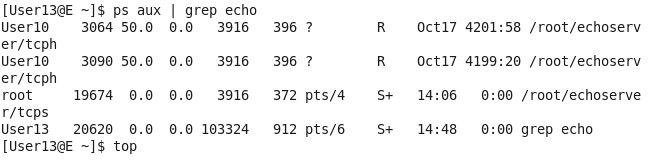 [User13@E ~]$ ps aux | grep echo
User10    3064 50.0  0.0   3916   396 ?        R    Oct17 4201:58 /root/echoserv
er/tcph
User10    3090 50.0  0.0   3916   396 ?        R    Oct17 4199:20 /root/echoserv
er/tcph
root     19674  0.0  0.0   3916   372 pts/4    S+   14:06   0:00 /root/echoserve
r/tcps
User13   20620  0.0  0.0 103324   912 pts/6    S+   14:48   0:00 grep echo
[User13@E ~]$ top